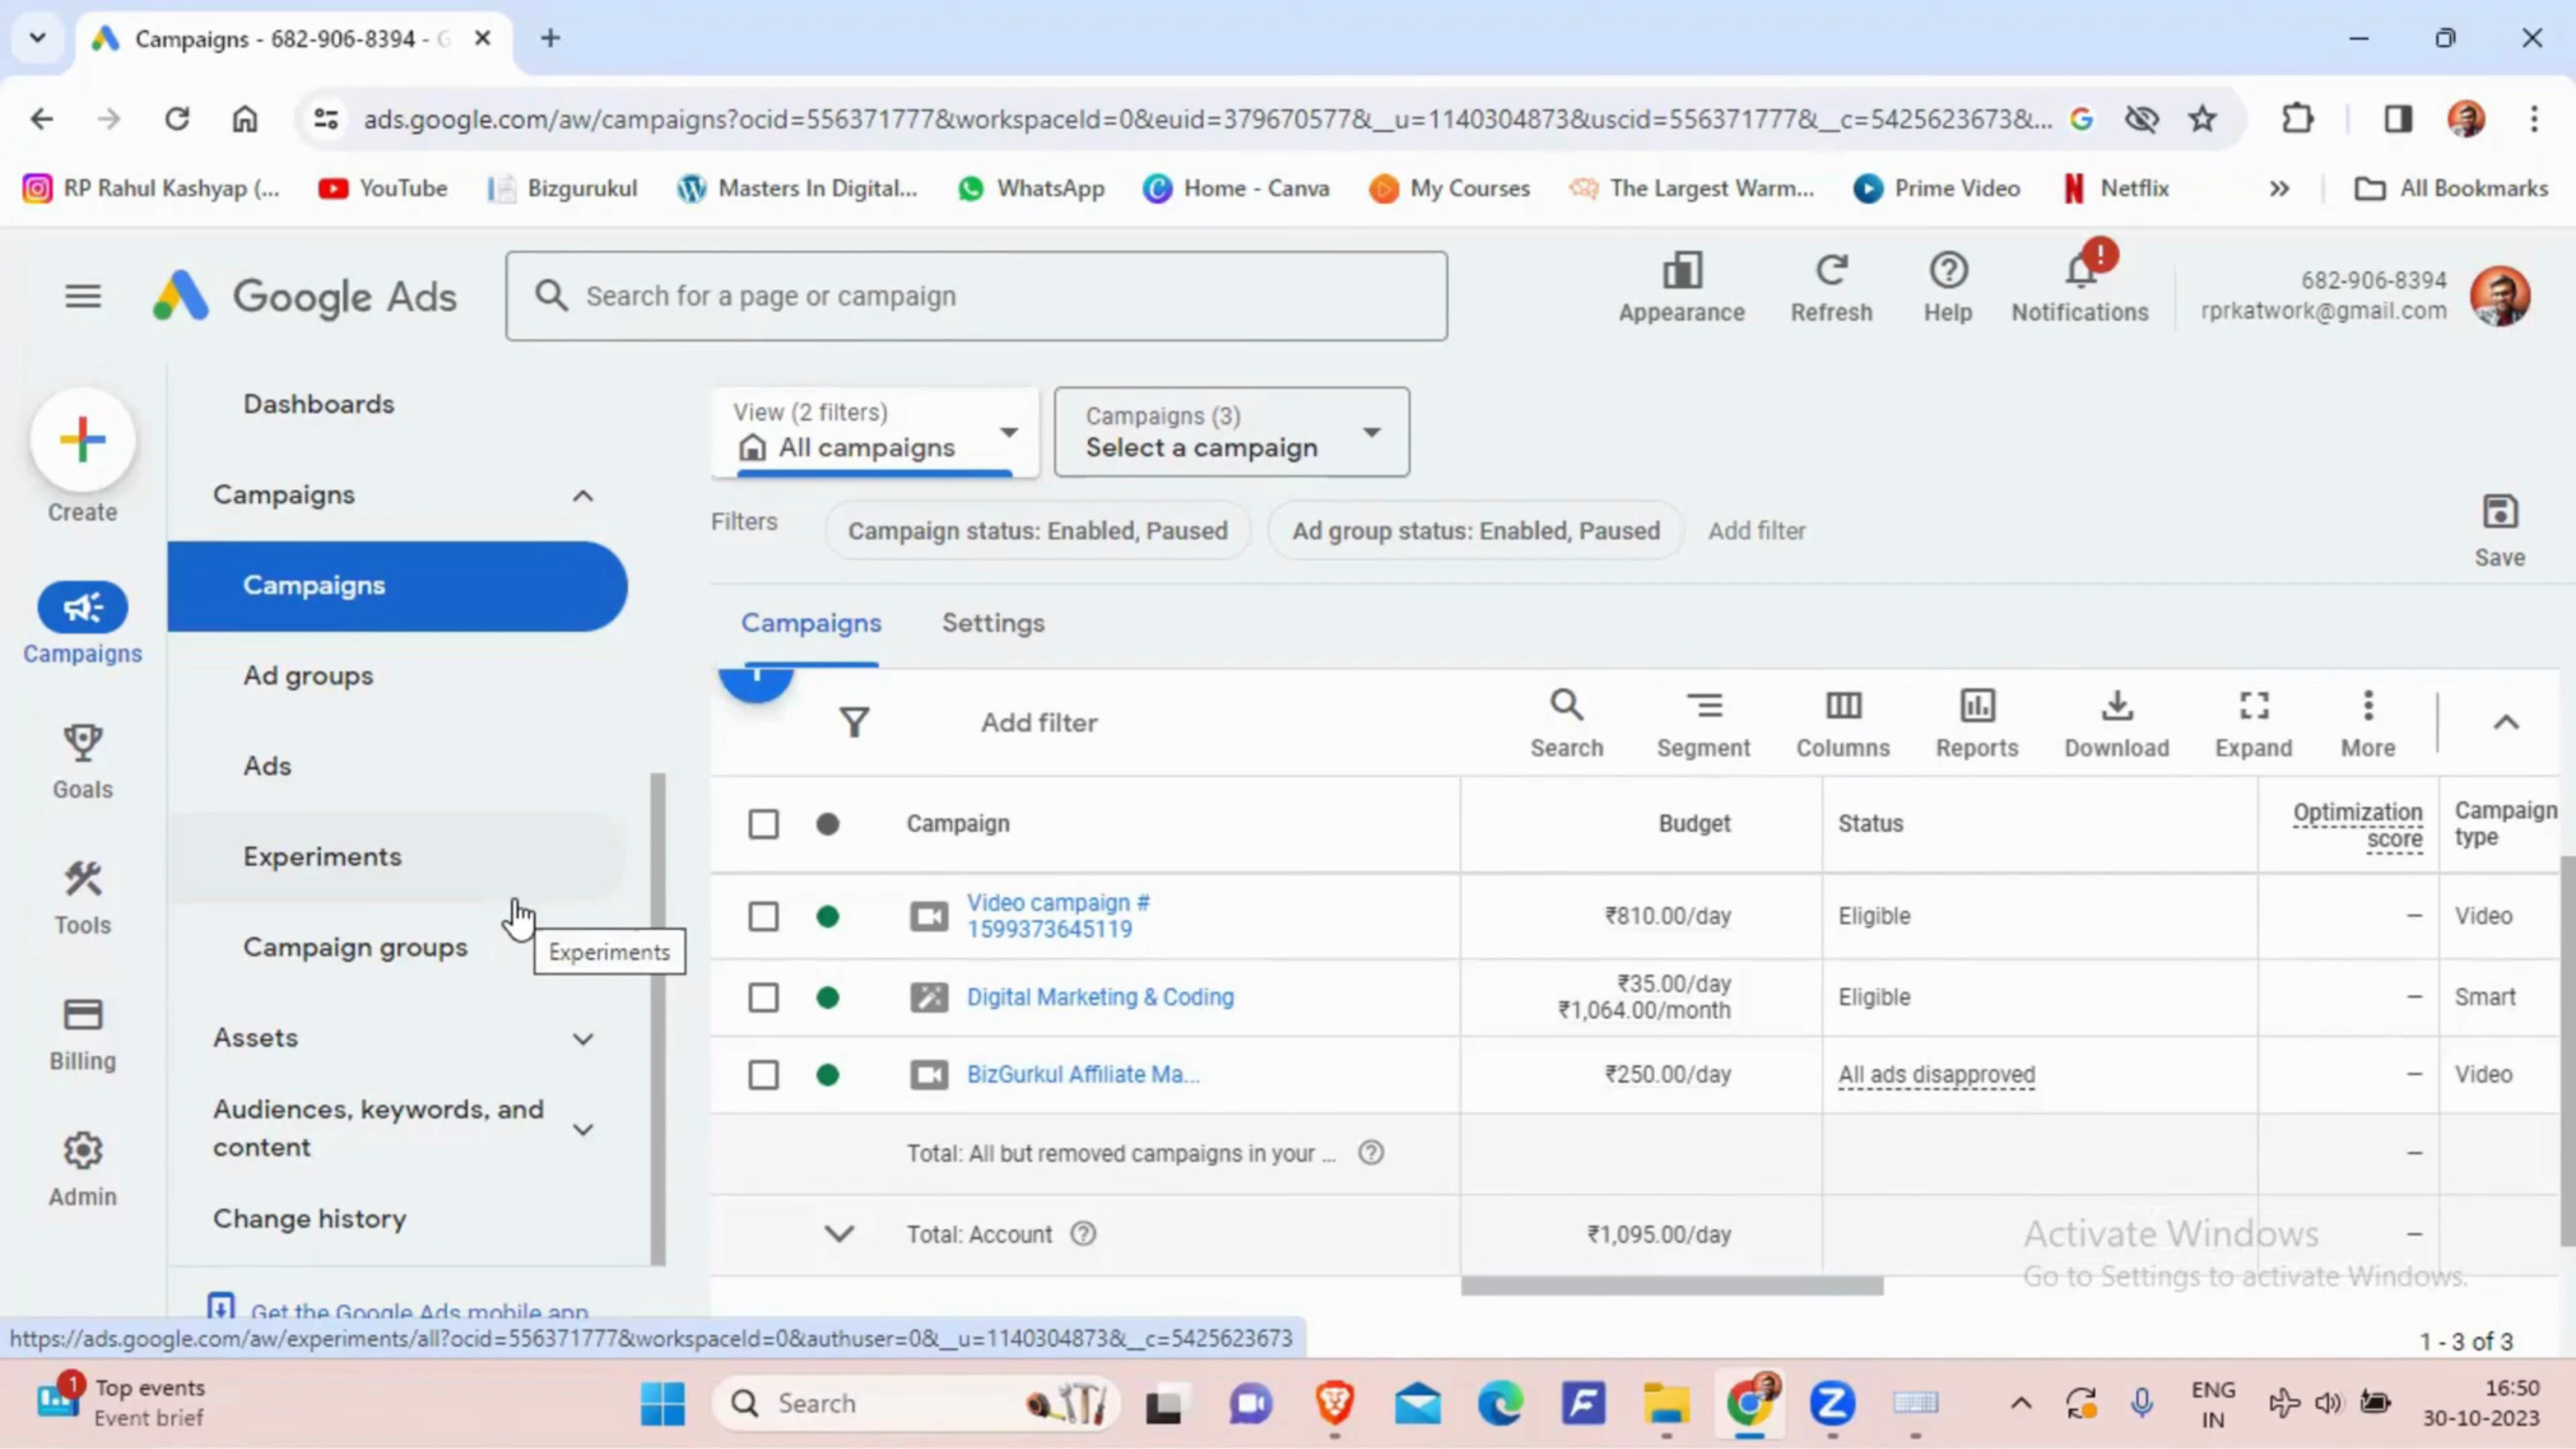 Campaigns - 682-906-8394 - G
ads.google.com/aw/campaigns?ocid=556371777&workspaceId=0&euid=379670577&__u=1140304873&uscid=556371777&__c=5425623673&...
RP Rahul Kashyap (...
YouTube
Bizgurukul
Masters In Digital...
WhatsApp
Home - Canva
My Courses
The Largest Warm...
Prime Video
Netflix
All Bookmarks
Google Ads
Search for a page or campaign
Appearance
Refresh
Help
Notifications
682-906-8394
rprkatwork@gmail.com
Create
Campaigns
Goals
Tools
Billing
Admin
Dashboards
Campaigns
Campaigns
Ad groups
Ads
Experiments
Campaign groups
Experiments
Assets
Audiences, keywords, and
content
Change history
Get the Google Ads mobile app
View (2 filters)
All campaigns
Campaigns (3)
Select a campaign
Filters
Campaign status: Enabled, Paused
Ad group status: Enabled, Paused
Add filter
Save
Campaigns
Settings
Add filter
Search
Segment
Columns
Reports
Download
Expand
More
Campaign
Budget
Status
Optimization
score
Campaign
type
Video campaign #
1599373645119
₹810.00/day
Eligible
–
Video
Digital Marketing & Coding
₹35.00/day
₹1,064.00/month
Eligible
–
Smart
BizGurkul Affiliate Ma...
₹250.00/day
All ads disapproved
–
Video
Total: All but removed campaigns in your ...
–
Total: Account
₹1,095.00/day
–
Activate Windows
Go to Settings to activate Windows.
1 - 3 of 3
https://ads.google.com/aw/experiments/all?ocid=556371777&workspaceId=0&authuser=0&__u=1140304873&__c=5425623673
1
Top events
Event brief
Search
ENG
IN
16:50
30-10-2023